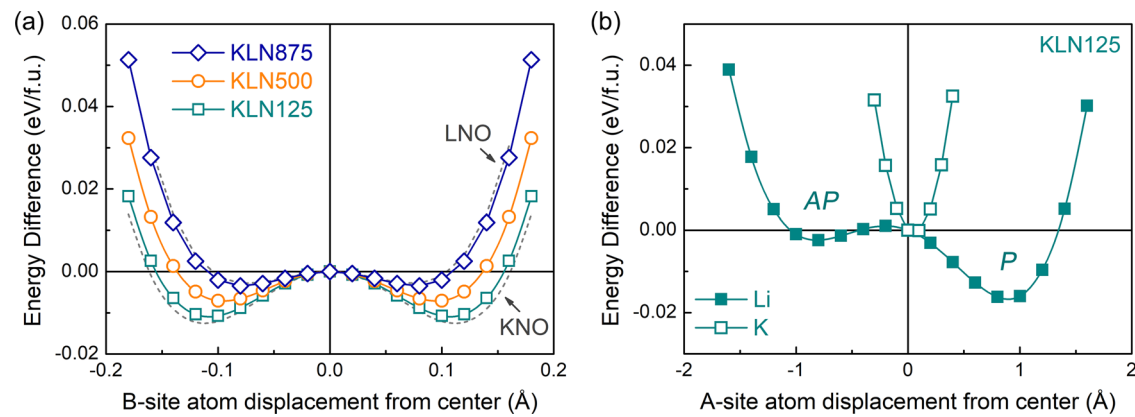 (a)
0.06
0.04
0.02
0.00
-0.02
Energy Difference (eV/f.u.)
KLN875
KLN500
KLN125
LNO
KNO
-0.2 -0.1 0.0 0.1 0.2
B-site atom displacement from center (Å)
(b)
KLN125
0.04
0.02
0.00
-0.02
Energy Difference (eV/f.u.)
AP
P
Li
K
-2 -1 0 1 2
A-site atom displacement from center (Å)